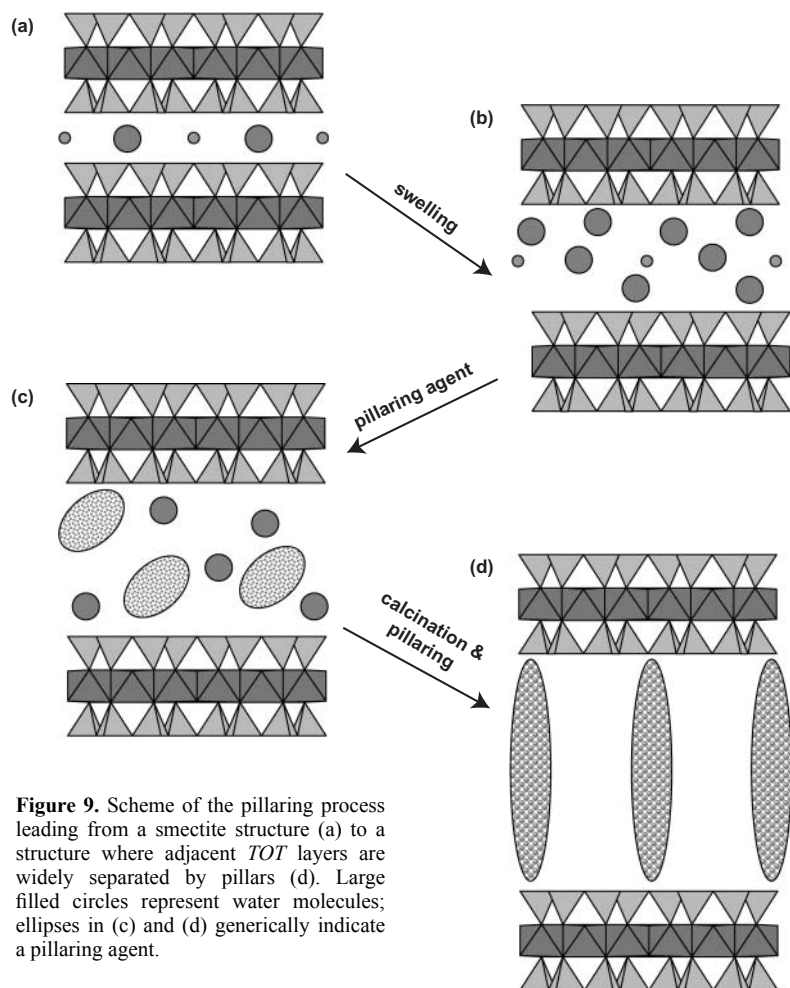 (a)
(b)
swelling
(c)
pillaring agent
(d)
calcination &
pillaring
Figure 9. Scheme of the pillaring process
leading from a smectite structure (a) to a
structure where adjacent TOT layers are
widely separated by pillars (d). Large
filled circles represent water molecules;
ellipses in (c) and (d) generically indicate
a pillaring agent.